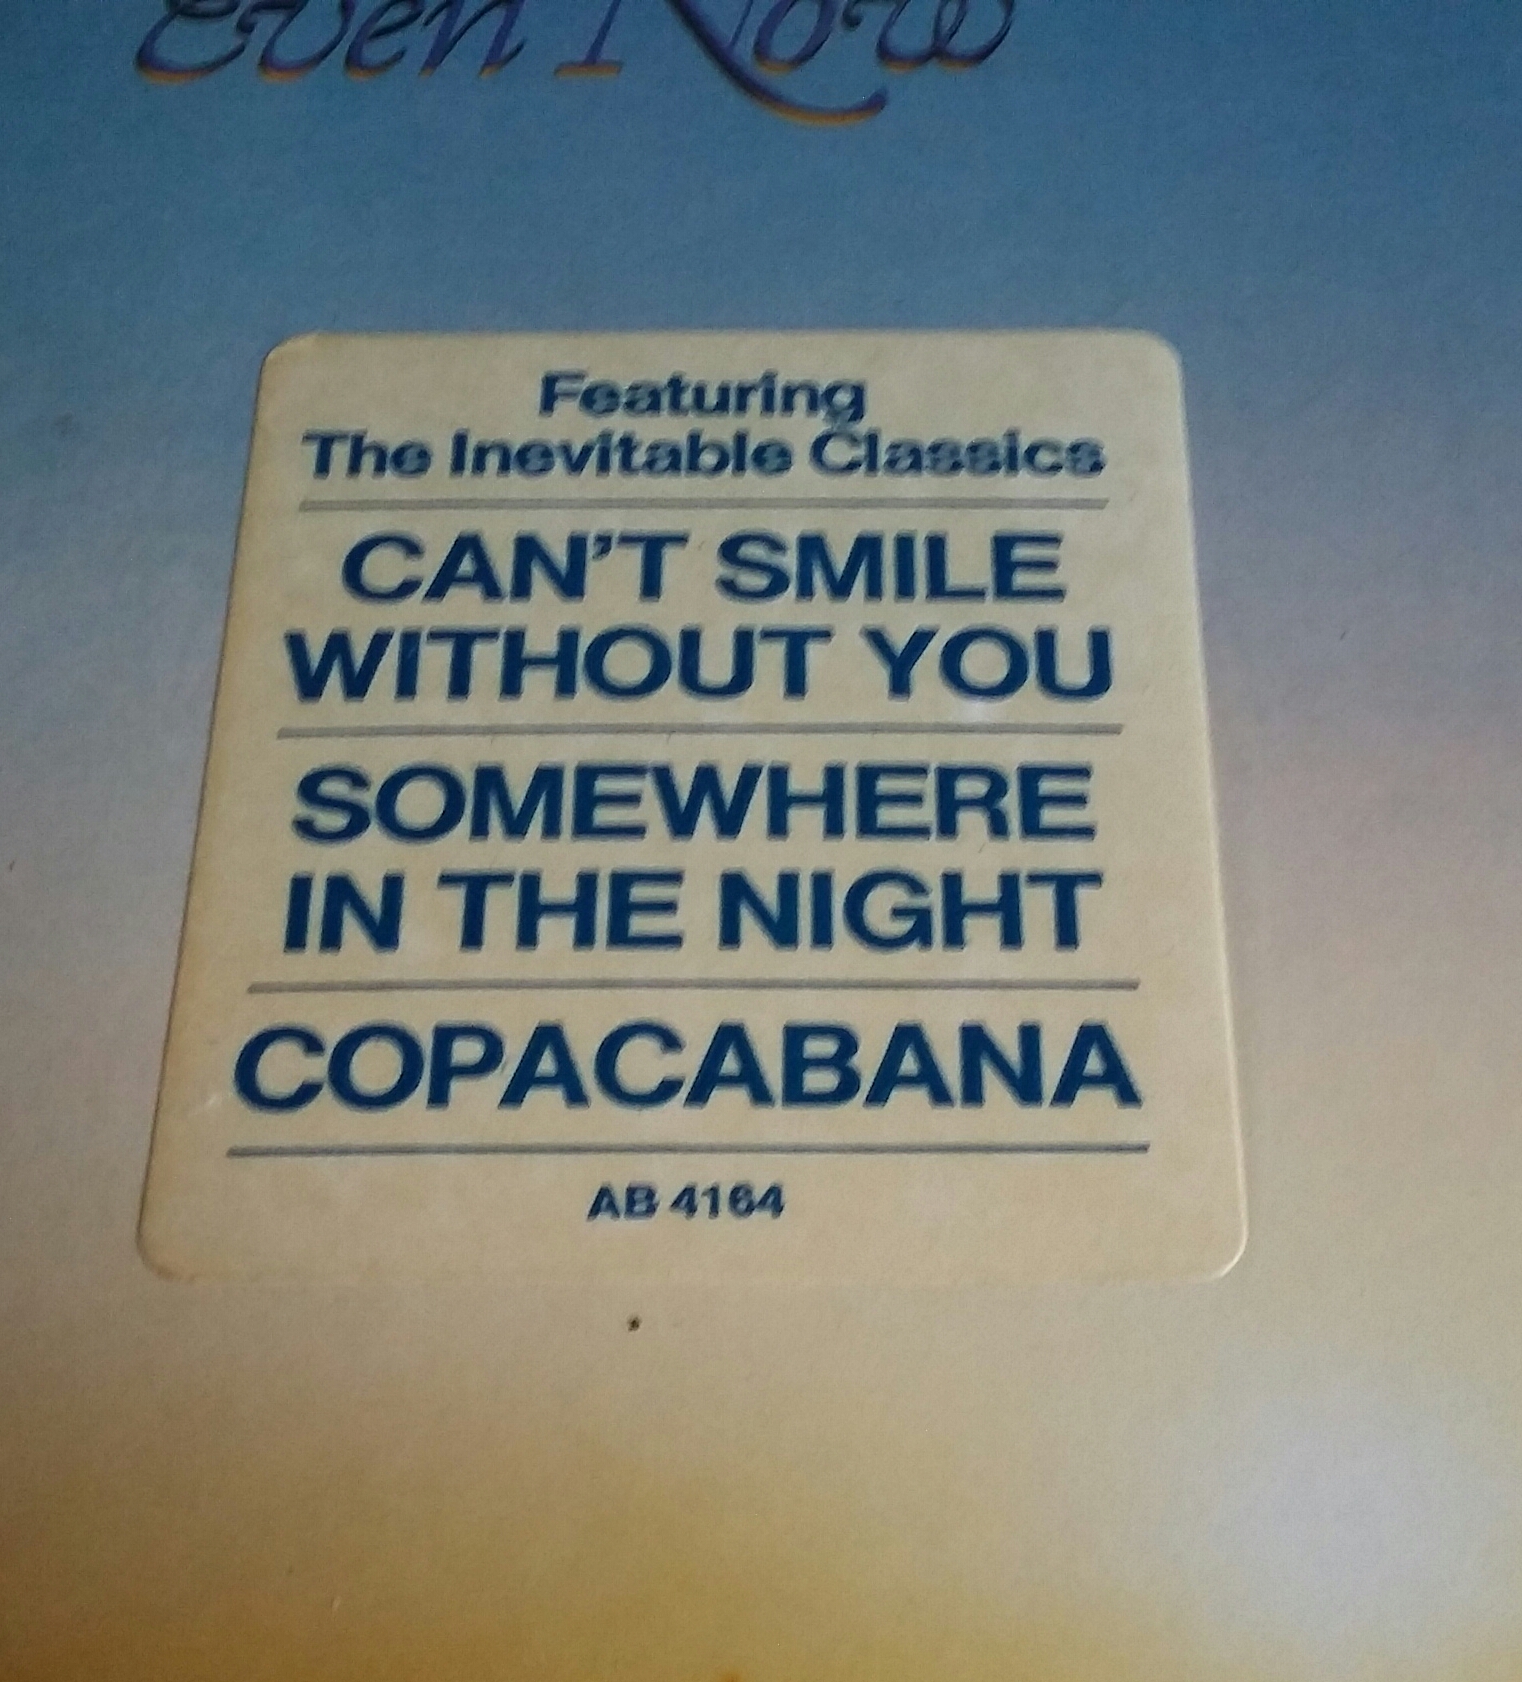 Even Now
Featuring
The Inevitable Classics
CAN'T SMILE
WITHOUT YOU
SOMEWHERE
IN THE NIGHT
COPACABANA
AB 4164